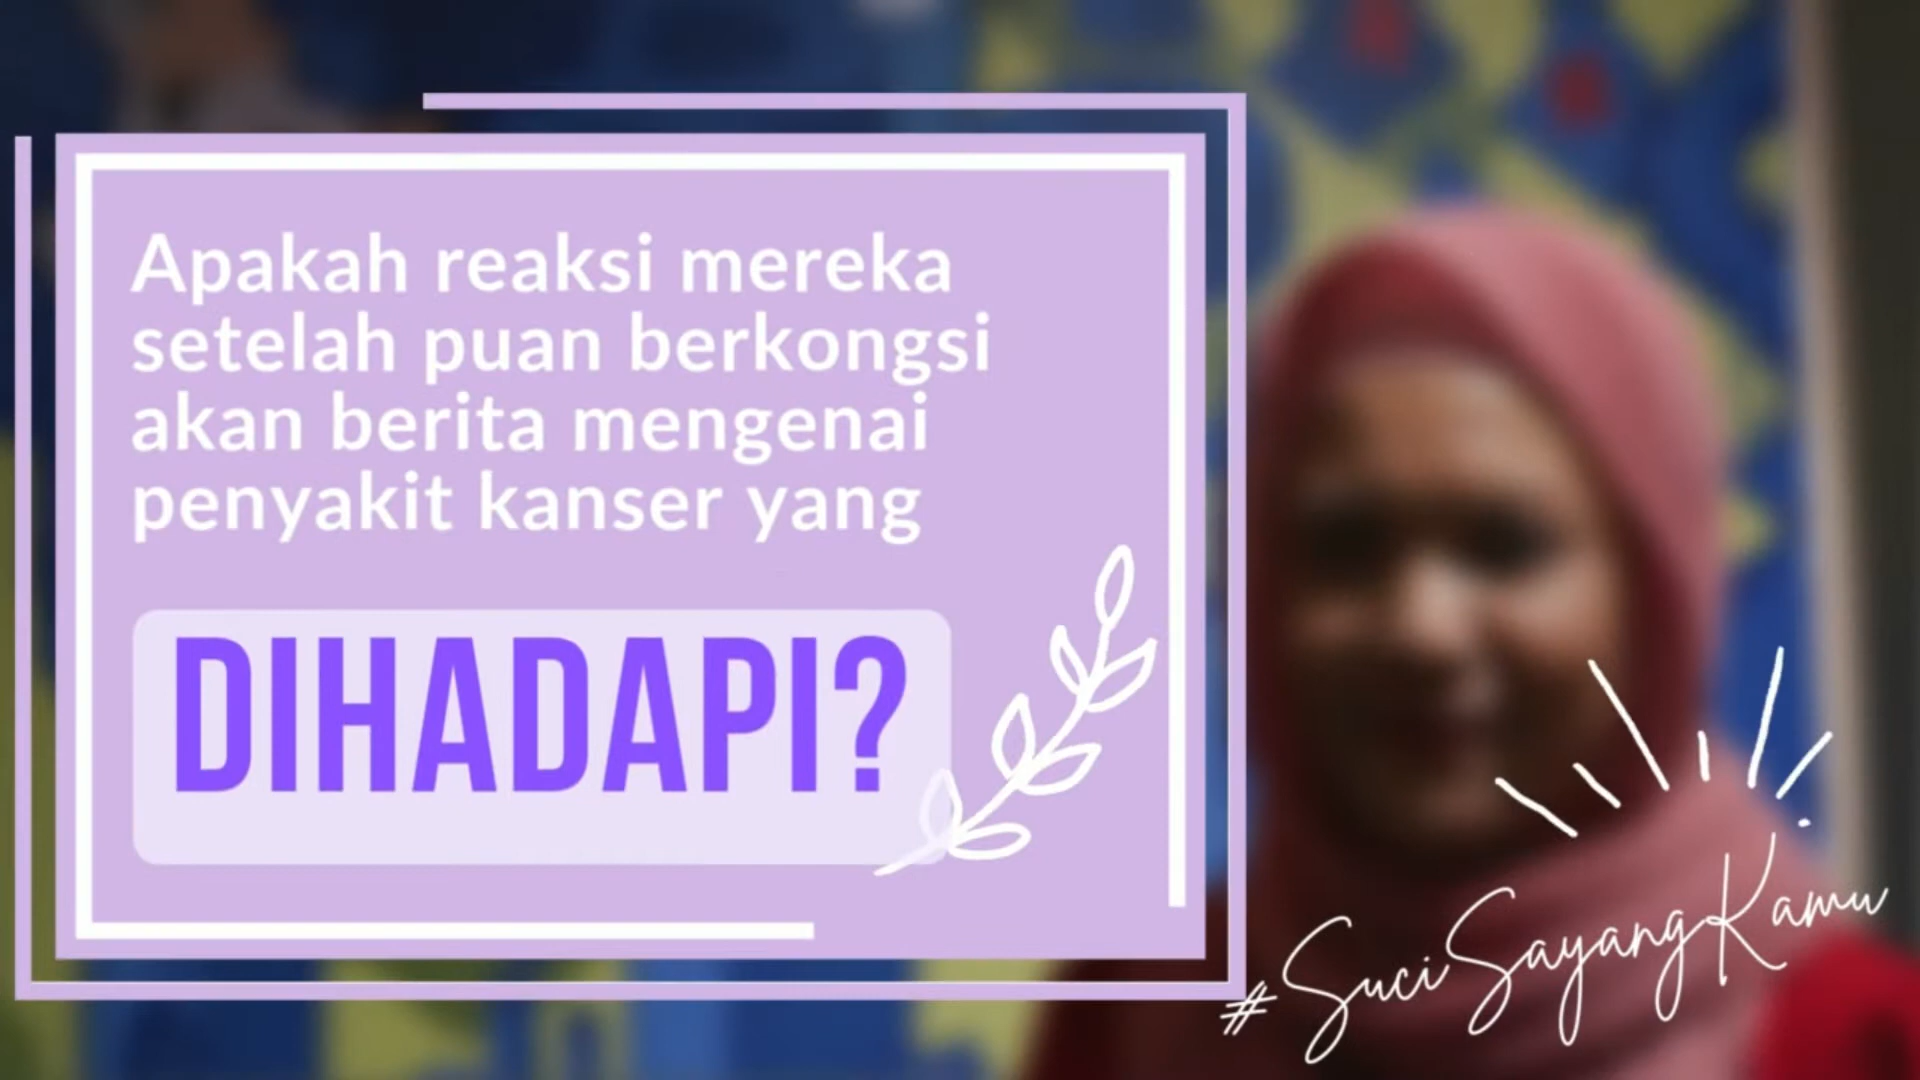 Apakah reaksi mereka
setelah puan berkongsi
akan berita mengenai
penyakit kanser yang
DIHADAPI?
#SuciSayangKamu